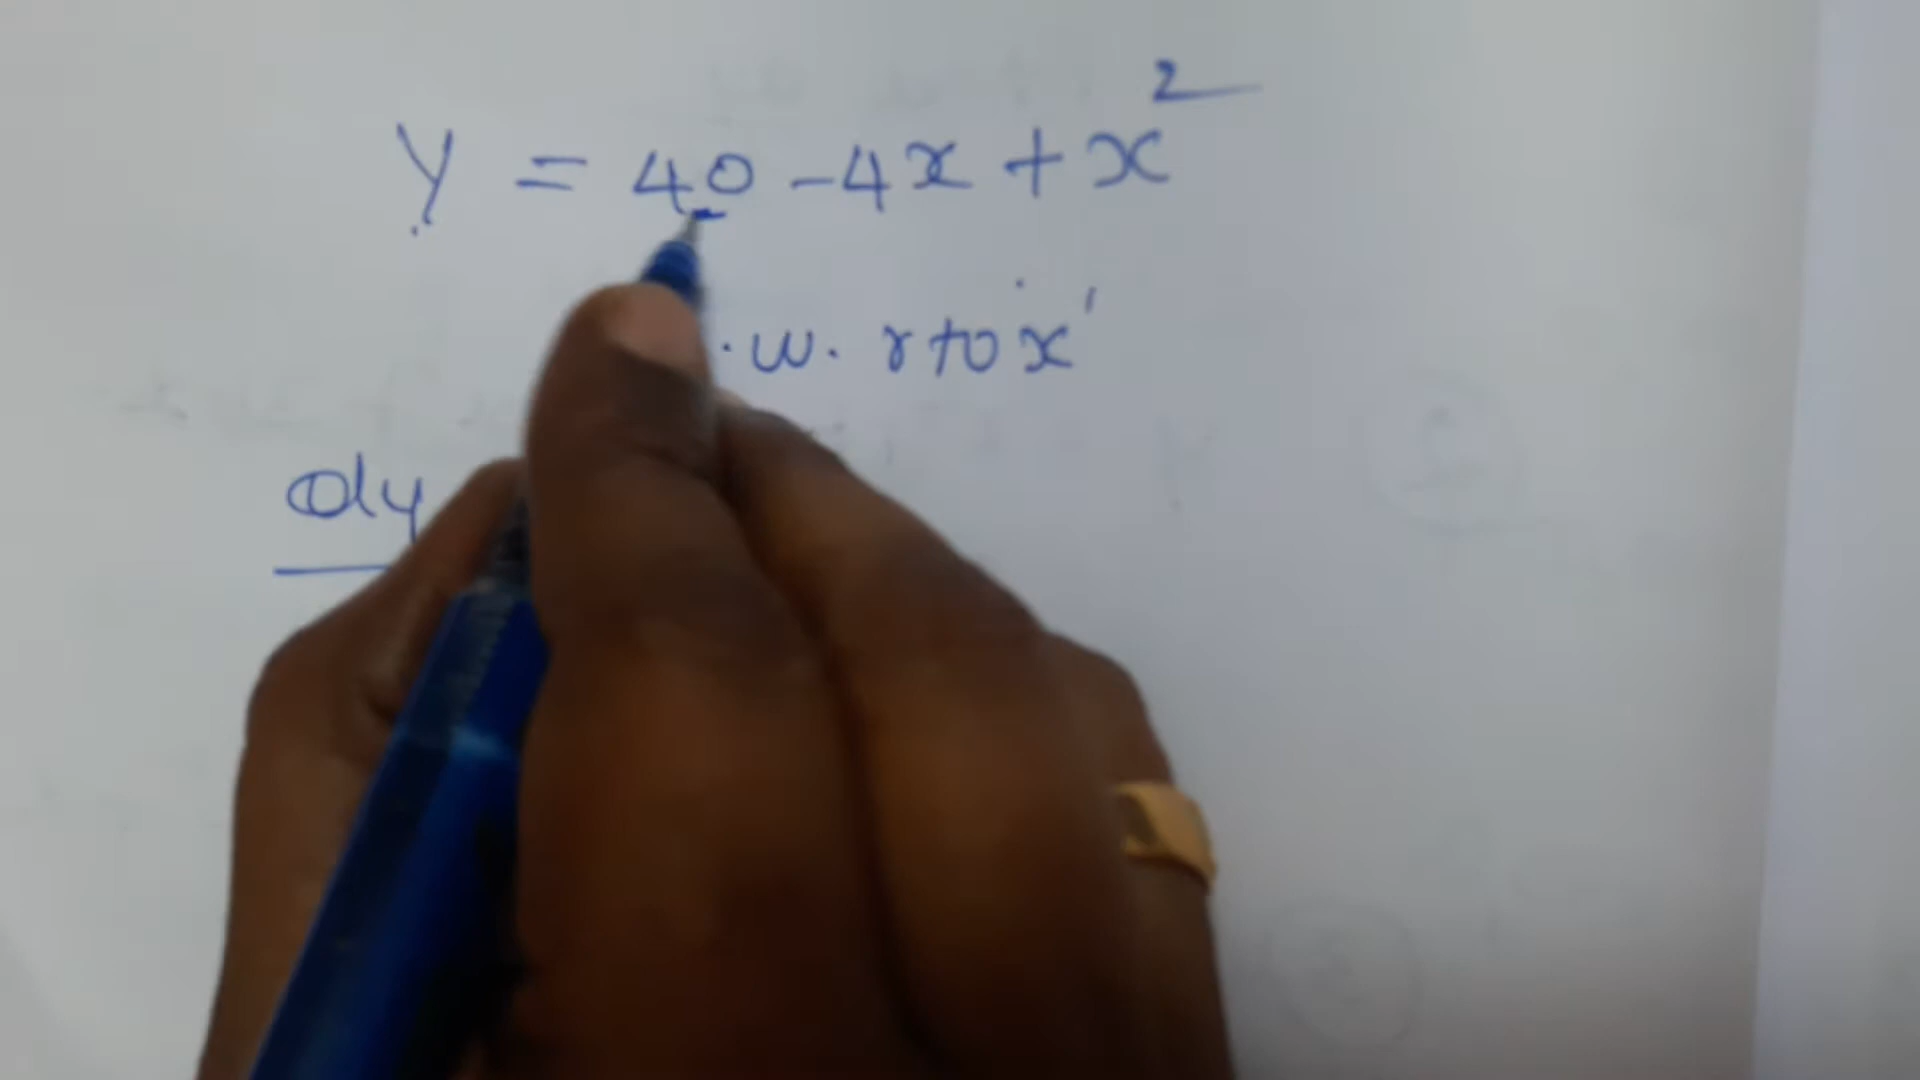 y = 40 - 4x + x²
. w. r to 'x'
dy